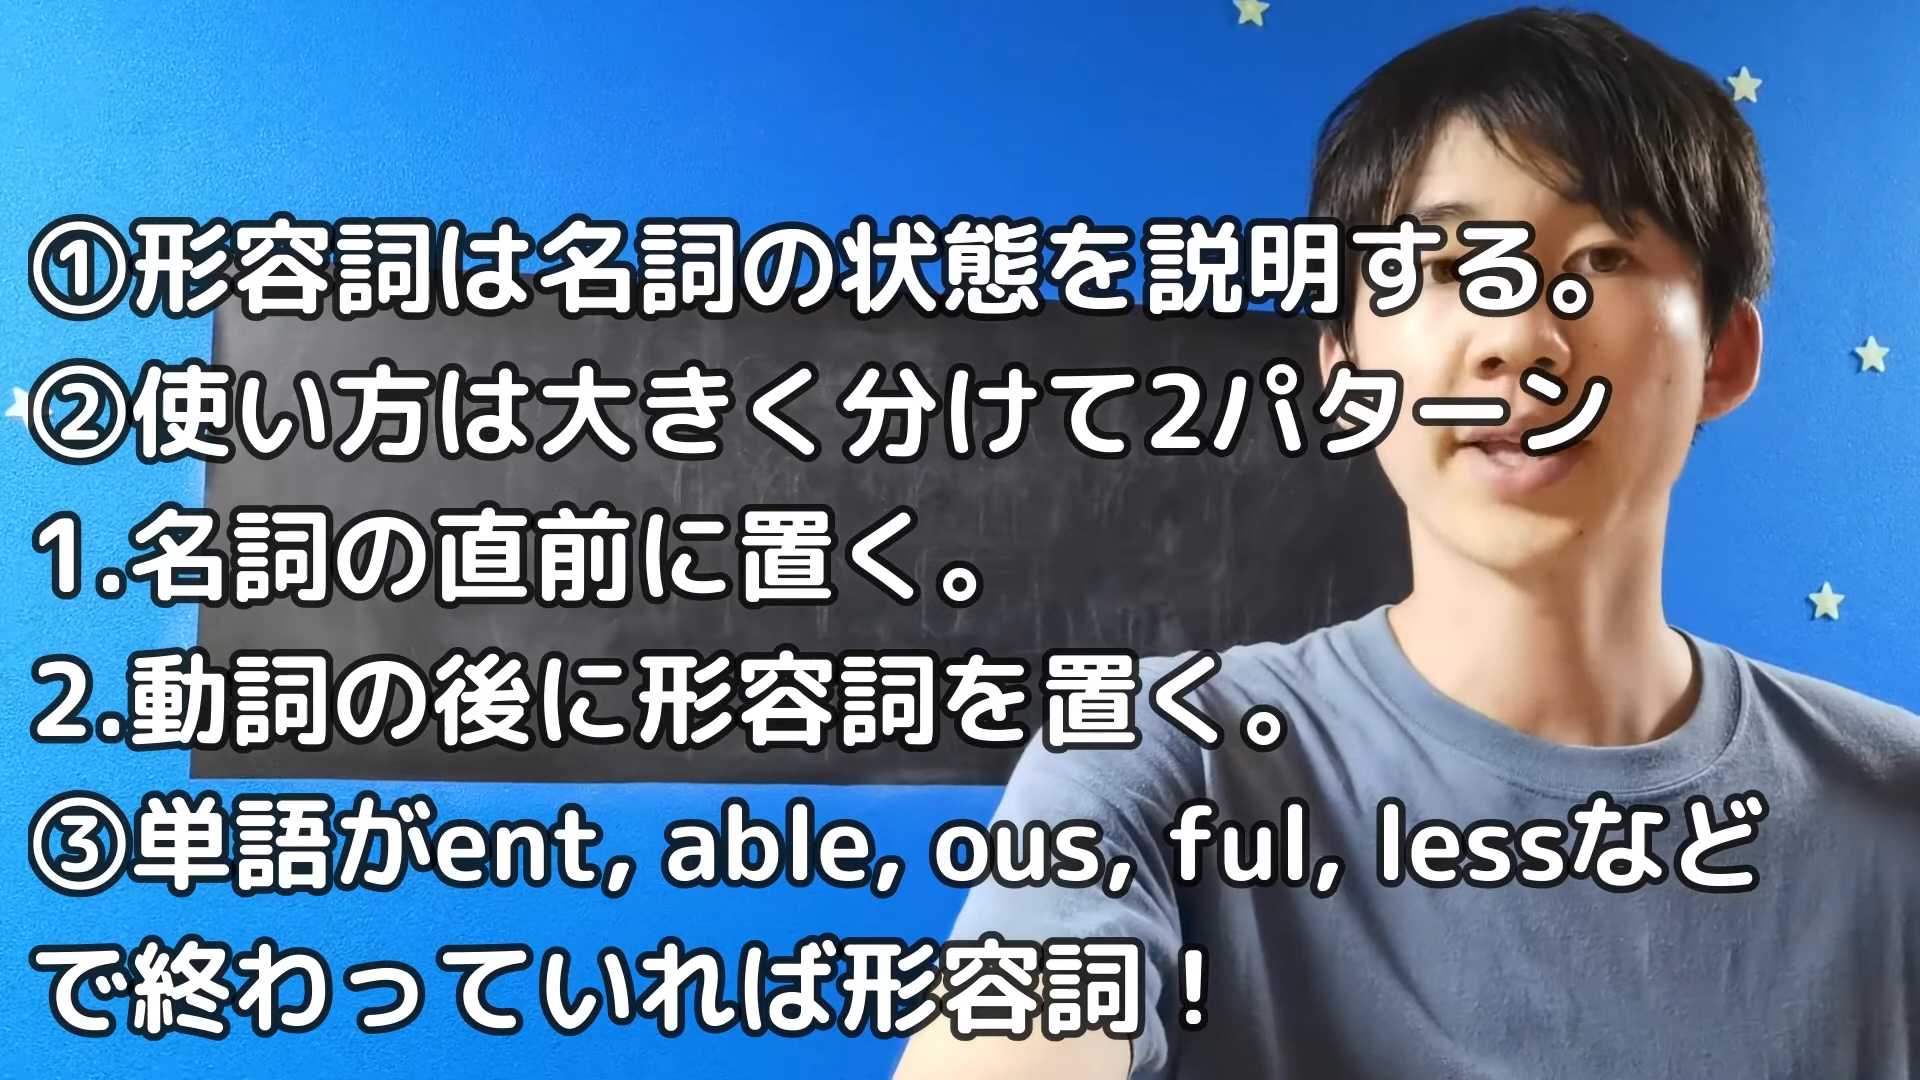 ①形容詞は名詞の状態を説明する。
②使い方は大きく分けて2パターン
1.名詞の直前に置く。
2.動詞の後に形容詞を置く。
③単語がent, able, ous, ful, lessなど
で終わっていれば形容詞！